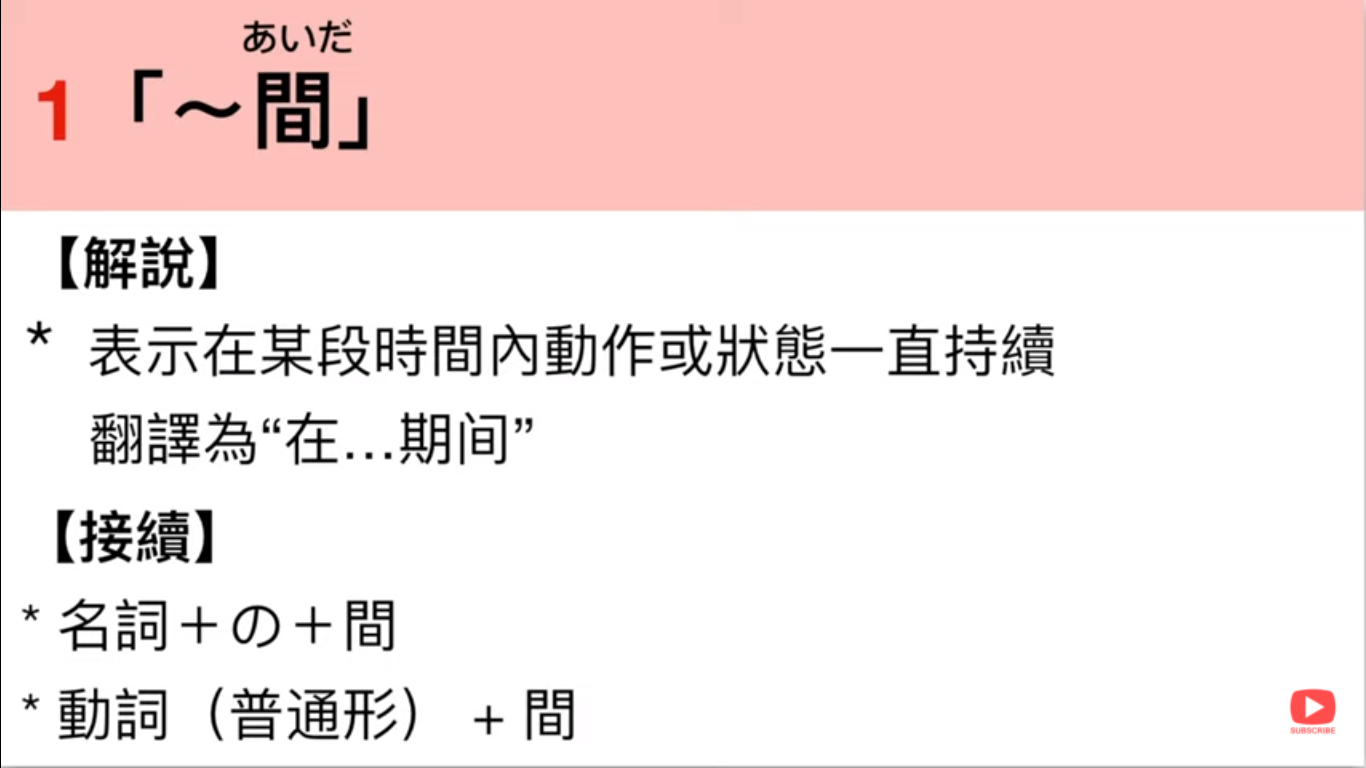 あいだ
1「～間」
【解說】
* 表示在某段時間內動作或狀態一直持續
翻譯為“在…期间”
【接續】
* 名詞＋の＋間
* 動詞（普通形） + 間
SUBSCRIBE